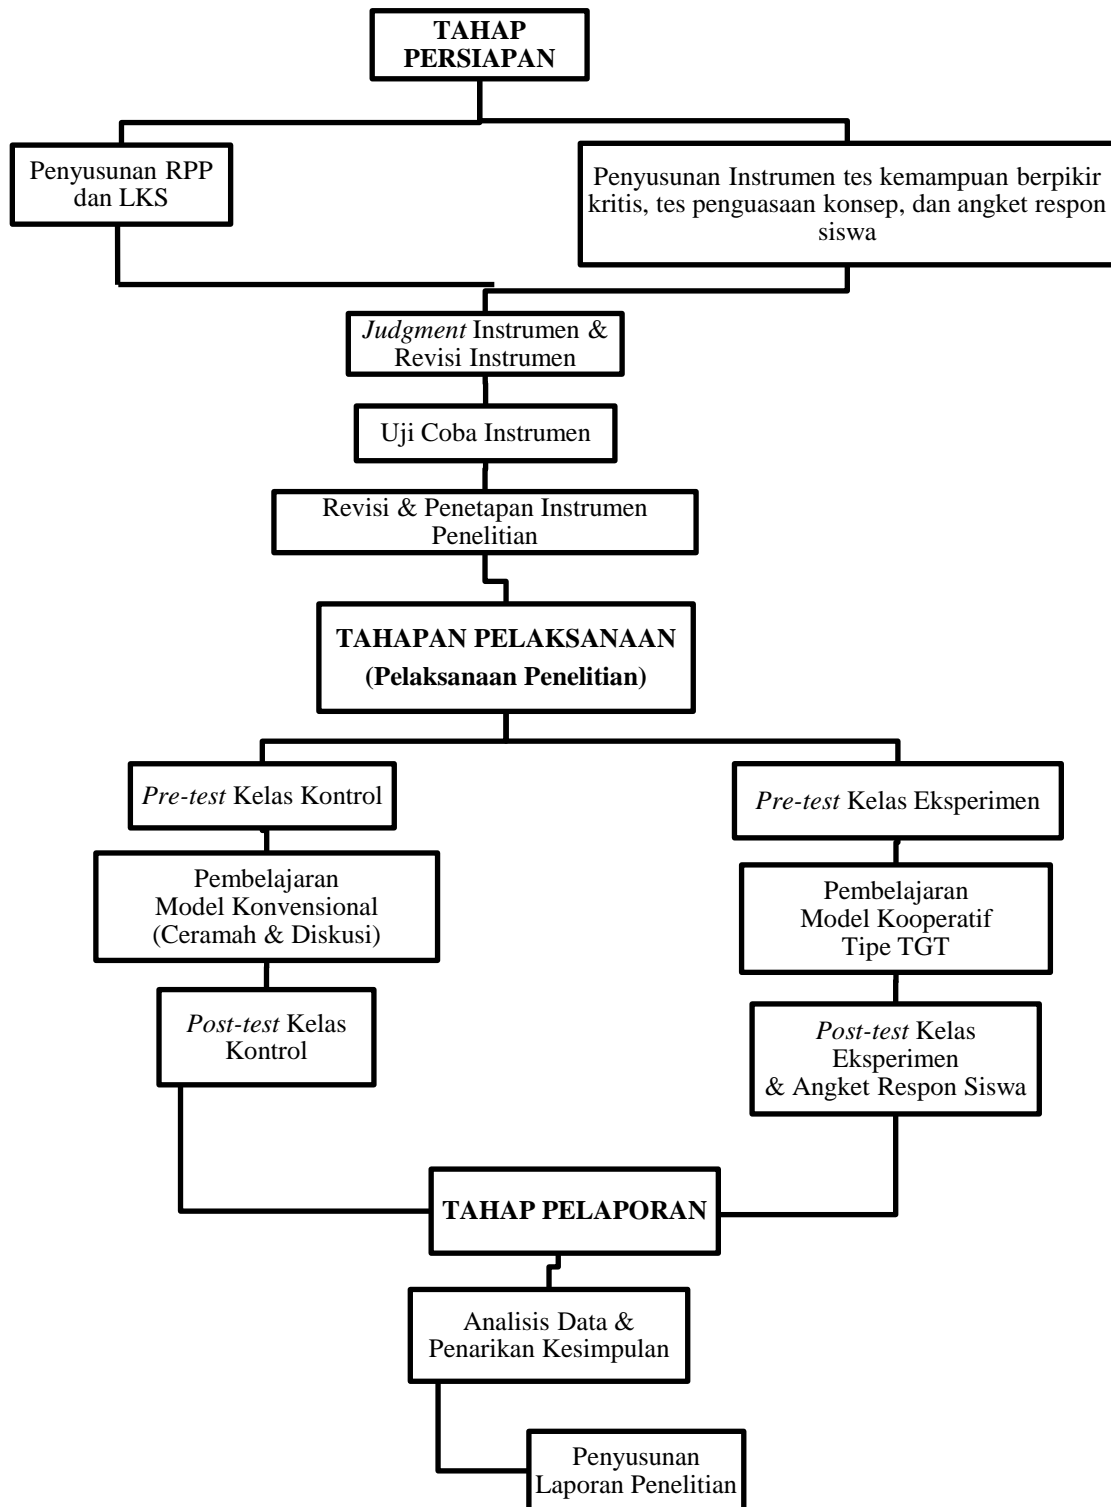 TAHAP
PERSIAPAN
Penyusunan RPP
dan LKS
Penyusunan Instrumen tes kemampuan berpikir
kritis, tes penguasaan konsep, dan angket respon
siswa
Judgment Instrumen &
Revisi Instrumen
Uji Coba Instrumen
Revisi & Penetapan Instrumen
Penelitian
TAHAPAN PELAKSANAAN
(Pelaksanaan Penelitian)
Pre-test Kelas Kontrol
Pre-test Kelas Eksperimen
Pembelajaran
Model Konvensional
(Ceramah & Diskusi)
Pembelajaran
Model Kooperatif
Tipe TGT
Post-test Kelas
Kontrol
Post-test Kelas
Eksperimen
& Angket Respon Siswa
TAHAP PELAPORAN
Analisis Data &
Penarikan Kesimpulan
Penyusunan
Laporan Penelitian